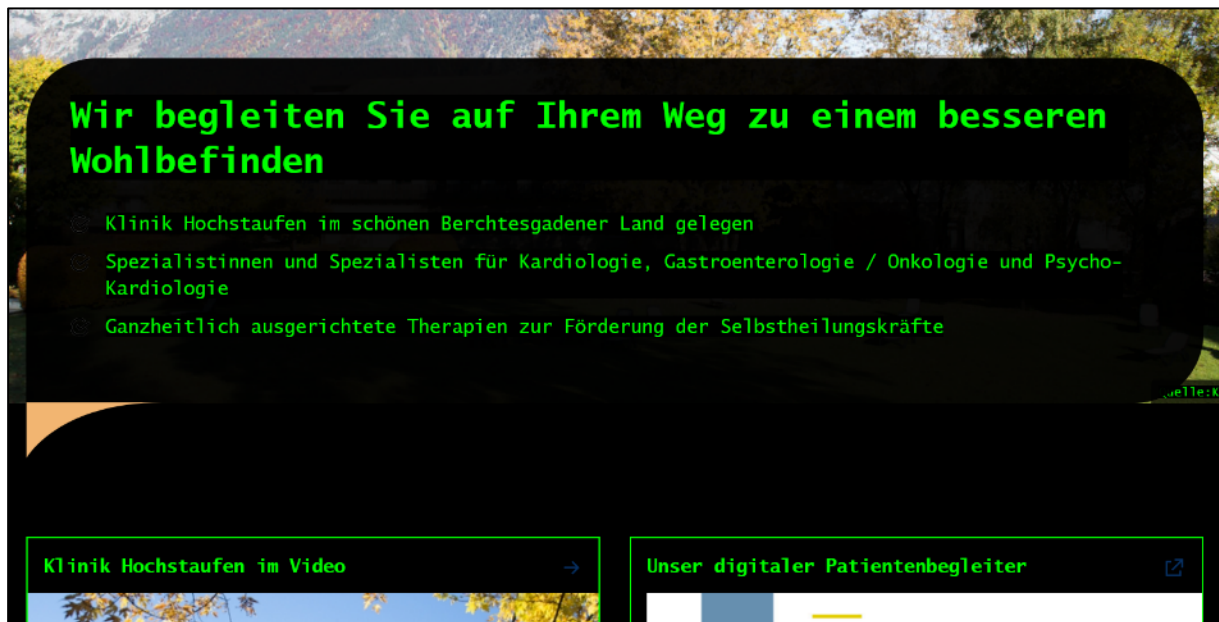 Wir begleiten Sie auf Ihrem Weg zu einem besseren
Wohlbefinden
Klinik Hochstaufen im schönen Berchtesgadener Land gelegen
Spezialistinnen und Spezialisten für Kardiologie, Gastroenterologie / Onkologie und Psycho-
Kardiologie
Ganzheitlich ausgerichtete Therapien zur Förderung der Selbstheilungskräfte
Klinik Hochstaufen im Video
Unser digitaler Patientenbegleiter